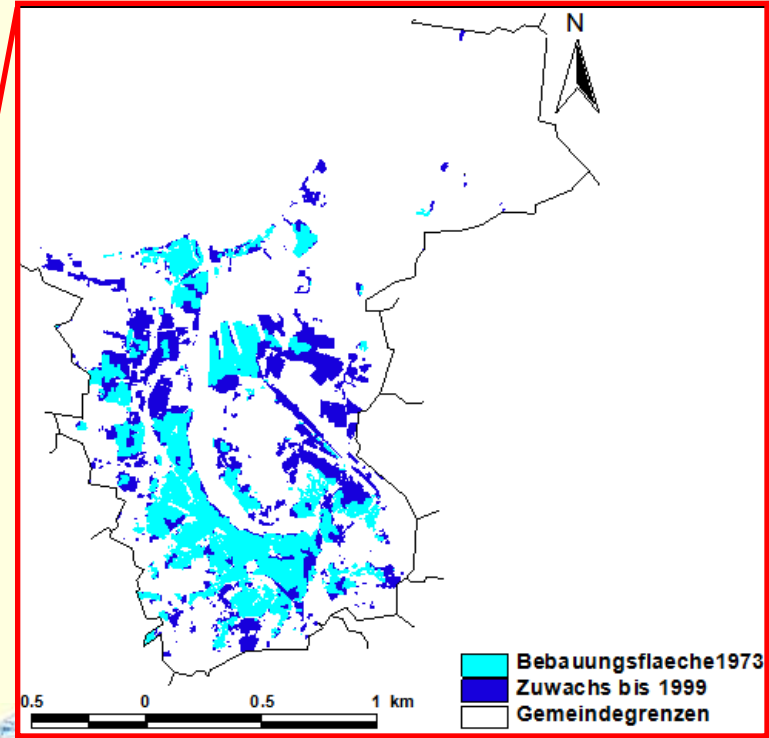 N
Bebauungsflaeche1973
Zuwachs bis 1999
Gemeindegrenzen
0.5 0 0.5 1 km